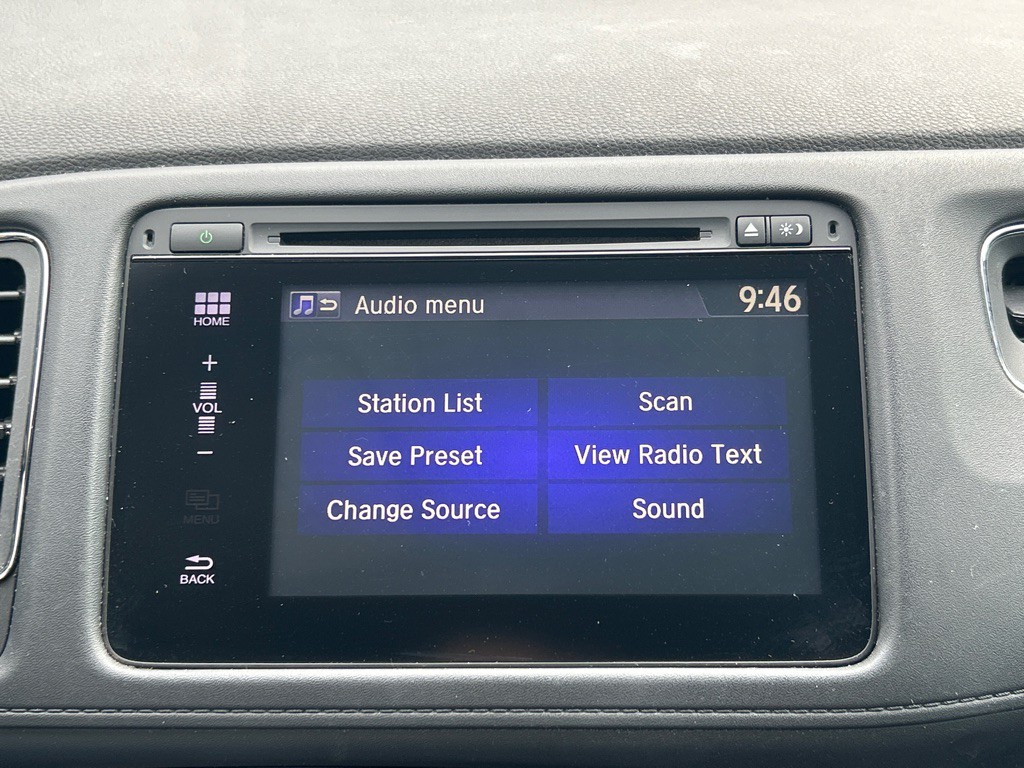 HOME
+
VOL
−
MENU
BACK
Audio menu
9:46
Station List
Scan
Save Preset
View Radio Text
Change Source
Sound